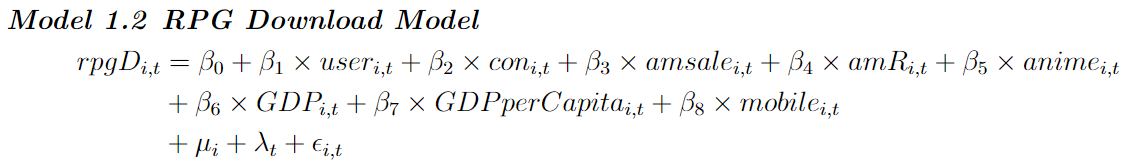 Model 1.2 RPG Download Model
rpgD_{i,t} = β_0 + β_1 × user_{i,t} + β_2 × con_{i,t} + β_3 × amsale_{i,t} + β_4 × amR_{i,t} + β_5 × anime_{i,t}
+ β_6 × GDP_{i,t} + β_7 × GDPperCapita_{i,t} + β_8 × mobile_{i,t}
+ μ_i + λ_t + ϵ_{i,t}